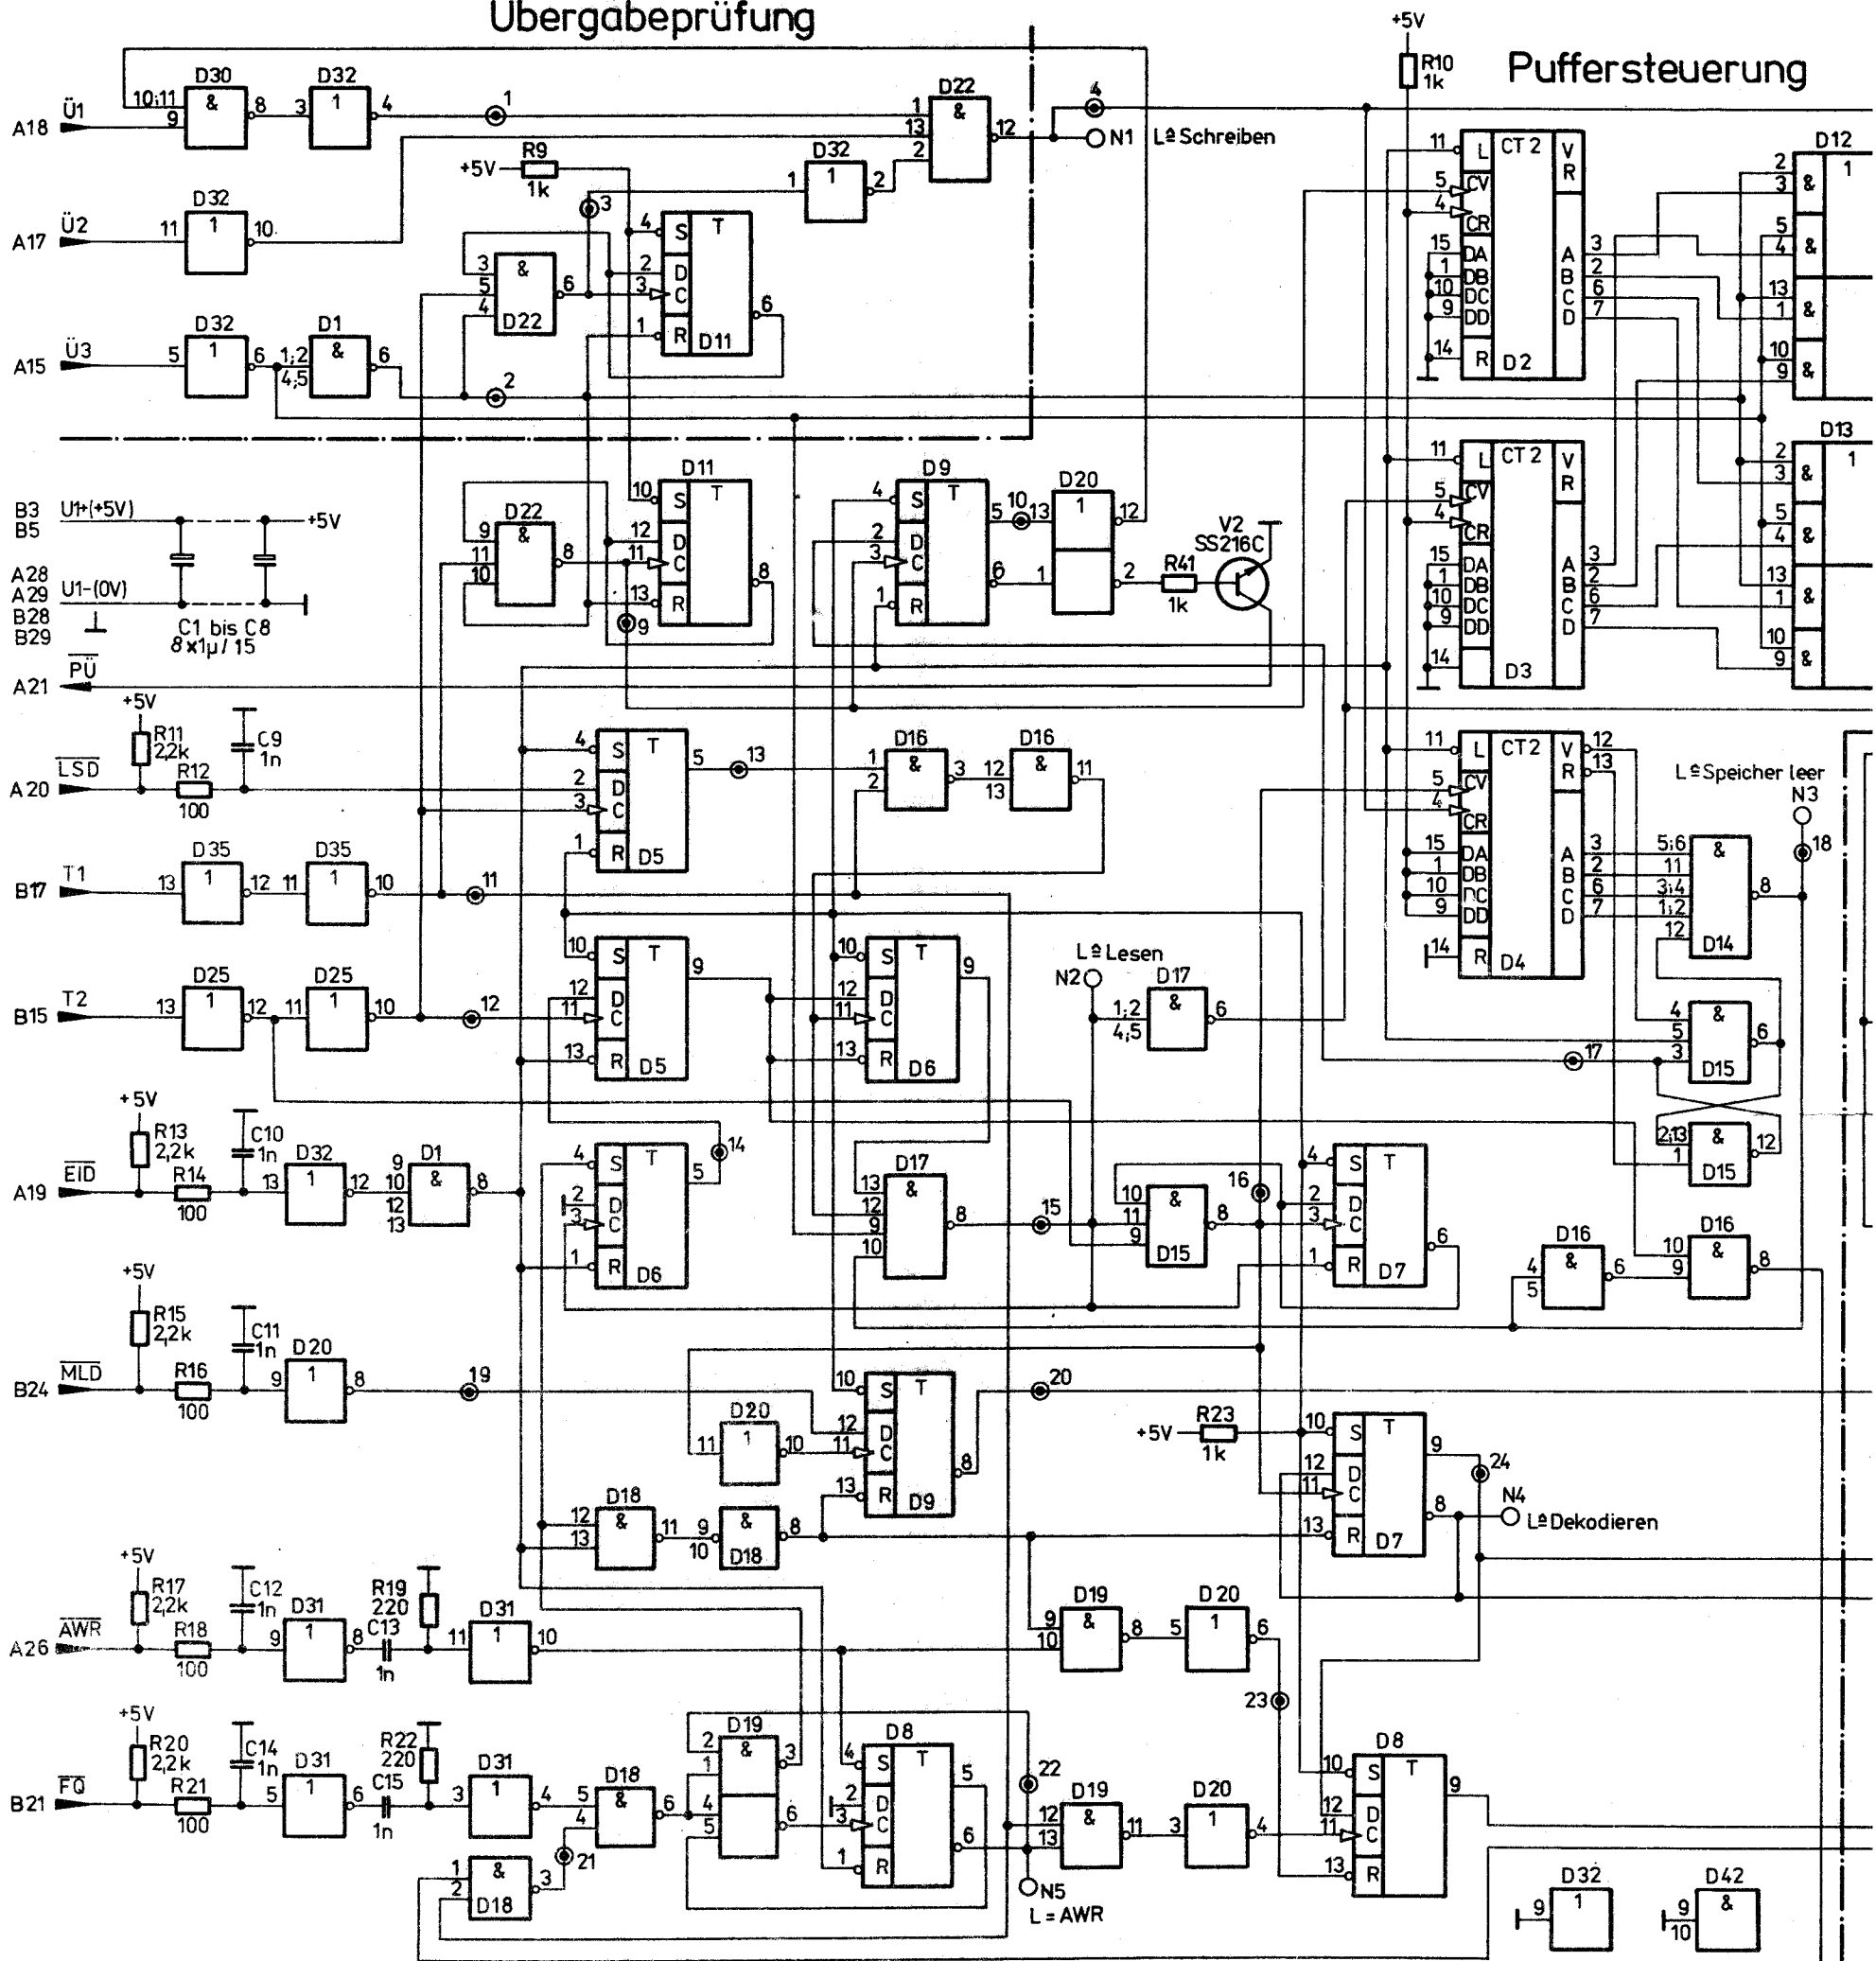 Übergabeprüfung
Puffersteuerung
+5V
R10
1k
A18 Ü1
10;11
9
D30
&
8
3
D32
1
4
1
1
13
2
D22
&
12
4
N1 L≙Schreiben
A17 Ü2
11
D32
1
10
+5V
R9
1k
3
1
D32
1
2
A15 Ü3
5
D32
1
6
1;2
4;5
D1
&
6
2
3
5
4
&
D22
6
4 S T
2 D
3 C
1 R
D11
6
11 L CT2 V
R
5 CV
4 CR
15 DA
1 DB
10 DC
9 DD
14 R
D2
A 3
B 2
C 6
D 7
D12
1
2
3
&
5
4
&
13
1
&
10
9
&
B3
B5
U1+(+5V)
+5V
A28
A29
B28
B29
U1-(0V)
C1 bis C8
8x1µ/15
D22
9
11
10
&
8
D11
10 S T
12 D
11 C
13 R
8
9
D9
4 S T
2 D
3 C
1 R
5
6
10
13
D20
1
12
1
2
R41
1k
V2
SS216C
11 L CT2 V
R
5 CV
4 CR
15 DA
1 DB
10 DC
9 DD
14
D3
A 3
B 2
C 6
D 7
D13
1
2
3
&
5
4
&
13
1
&
10
9
&
A21 PÜ
+5V
R11
2,2k
C9
1n
A20 LSD
R12
100
4 S T
2 D
3 C
1 R
D5
5
13
1
2
D16
&
3
12
13
D16
&
11
11 L CT2 V 12
R 13
5 CV
4 CR
15 DA
1 DB
10 DC
9 DD
14 R
D4
A 3
B 2
C 6
D 7
5;6
11
3;4
1;2
12
&
D14
8
L≙Speicher leer
N3
18
B17 T1
13
D35
1
12
11
D35
1
10
11
B15 T2
13
D25
1
12
11
D25
1
10
12
10 S T
12 D
11 C
13 R
D5
9
10 S T
12 D
11 C
13 R
D6
9
L≙Lesen
N2
1;2
4;5
D17
&
6
17
4
5
3
&
D15
6
2;13
1
&
D15
12
+5V
R13
2,2k
C10
1n
A19 EID
R14
100
13
D32
1
12
9
10
12
13
D1
&
8
4 S T
2 D
3 C
1 R
D6
5
14
D17
13
12
9
10
&
8
15
10
11
9
&
D15
8
16
4 S T
2 D
3 C
1 R
D7
6
4
5
D16
&
6
10
9
D16
&
8
+5V
R15
2,2k
C11
1n
B24 MLD
R16
100
9
D20
1
8
19
D20
11
1
10
10 S T
12 D
11 C
13 R
D9
8
20
+5V
R23
1k
10 S T
12 D
11 C
13 R
D7
9
8
24
N4
L≙Dekodieren
12
13
D18
&
11
9
10
&
D18
8
+5V
R17
2,2k
C12
1n
A26 AWR
R18
100
9
D31
1
8
C13
1n
R19
220
11
D31
1
10
9
10
D19
&
8
5
D20
1
6
23
+5V
R20
2,2k
C14
1n
B21 FQ
R21
100
5
D31
1
6
C15
1n
R22
220
3
D31
1
4
5
4
D18
&
6
21
1
2
&
D18
3
D19
2
1
&
3
4
5
6
D8
4 S T
2 D
3 C
1 R
5
6
22
N5
L=AWR
12
13
D19
&
11
3
D20
1
4
D8
10 S T
12 D
11 C
13 R
9
D32
9
1
D42
9
10
&